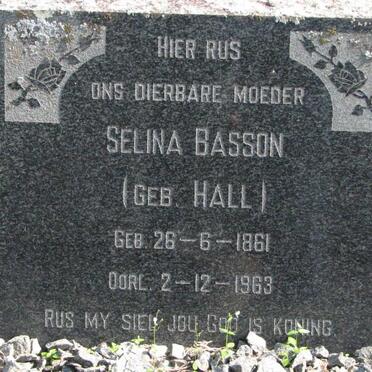 HIER RUS
ONS DIERBARE MOEDER
SELINA BASSON
(GEB. HALL)
GEB. 26-6-1861
OORL. 2-12-1963
RUS MY SIEL JOU GOD IS KONING.